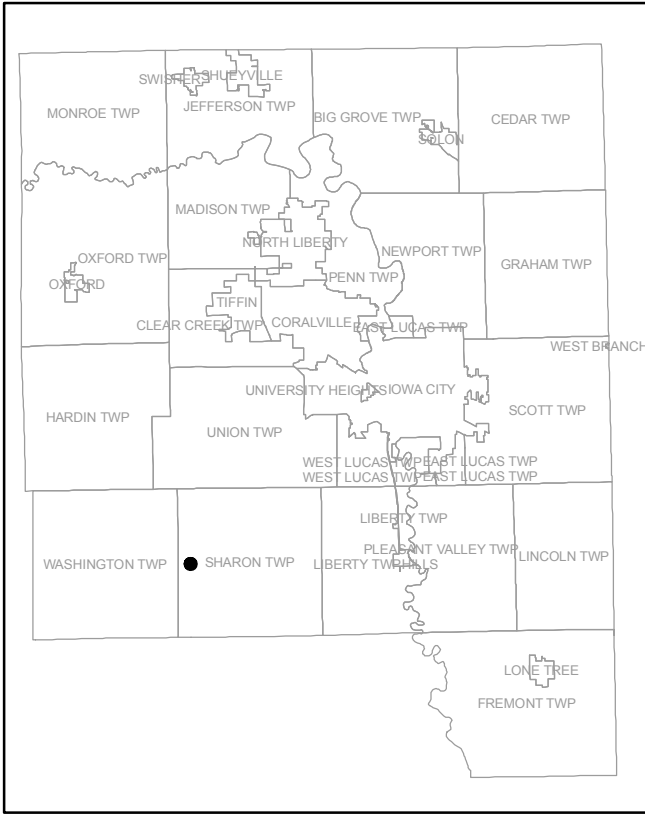 SHUEYVILLE
SWISHER
MONROE TWP
JEFFERSON TWP
BIG GROVE TWP
CEDAR TWP
SOLON
MADISON TWP
NORTH LIBERTY
NEWPORT TWP
OXFORD TWP
GRAHAM TWP
PENN TWP
OXFORD
TIFFIN
CLEAR CREEK TWP
CORALVILLE
EAST LUCAS TWP
WEST BRANCH
UNIVERSITY HEIGHTS
IOWA CITY
HARDIN TWP
SCOTT TWP
UNION TWP
WEST LUCAS TWP
EAST LUCAS TWP
WEST LUCAS TWP
EAST LUCAS TWP
LIBERTY TWP
PLEASANT VALLEY TWP
WASHINGTON TWP
SHARON TWP
LIBERTY TWP
HILLS
LINCOLN TWP
LONE TREE
FREMONT TWP